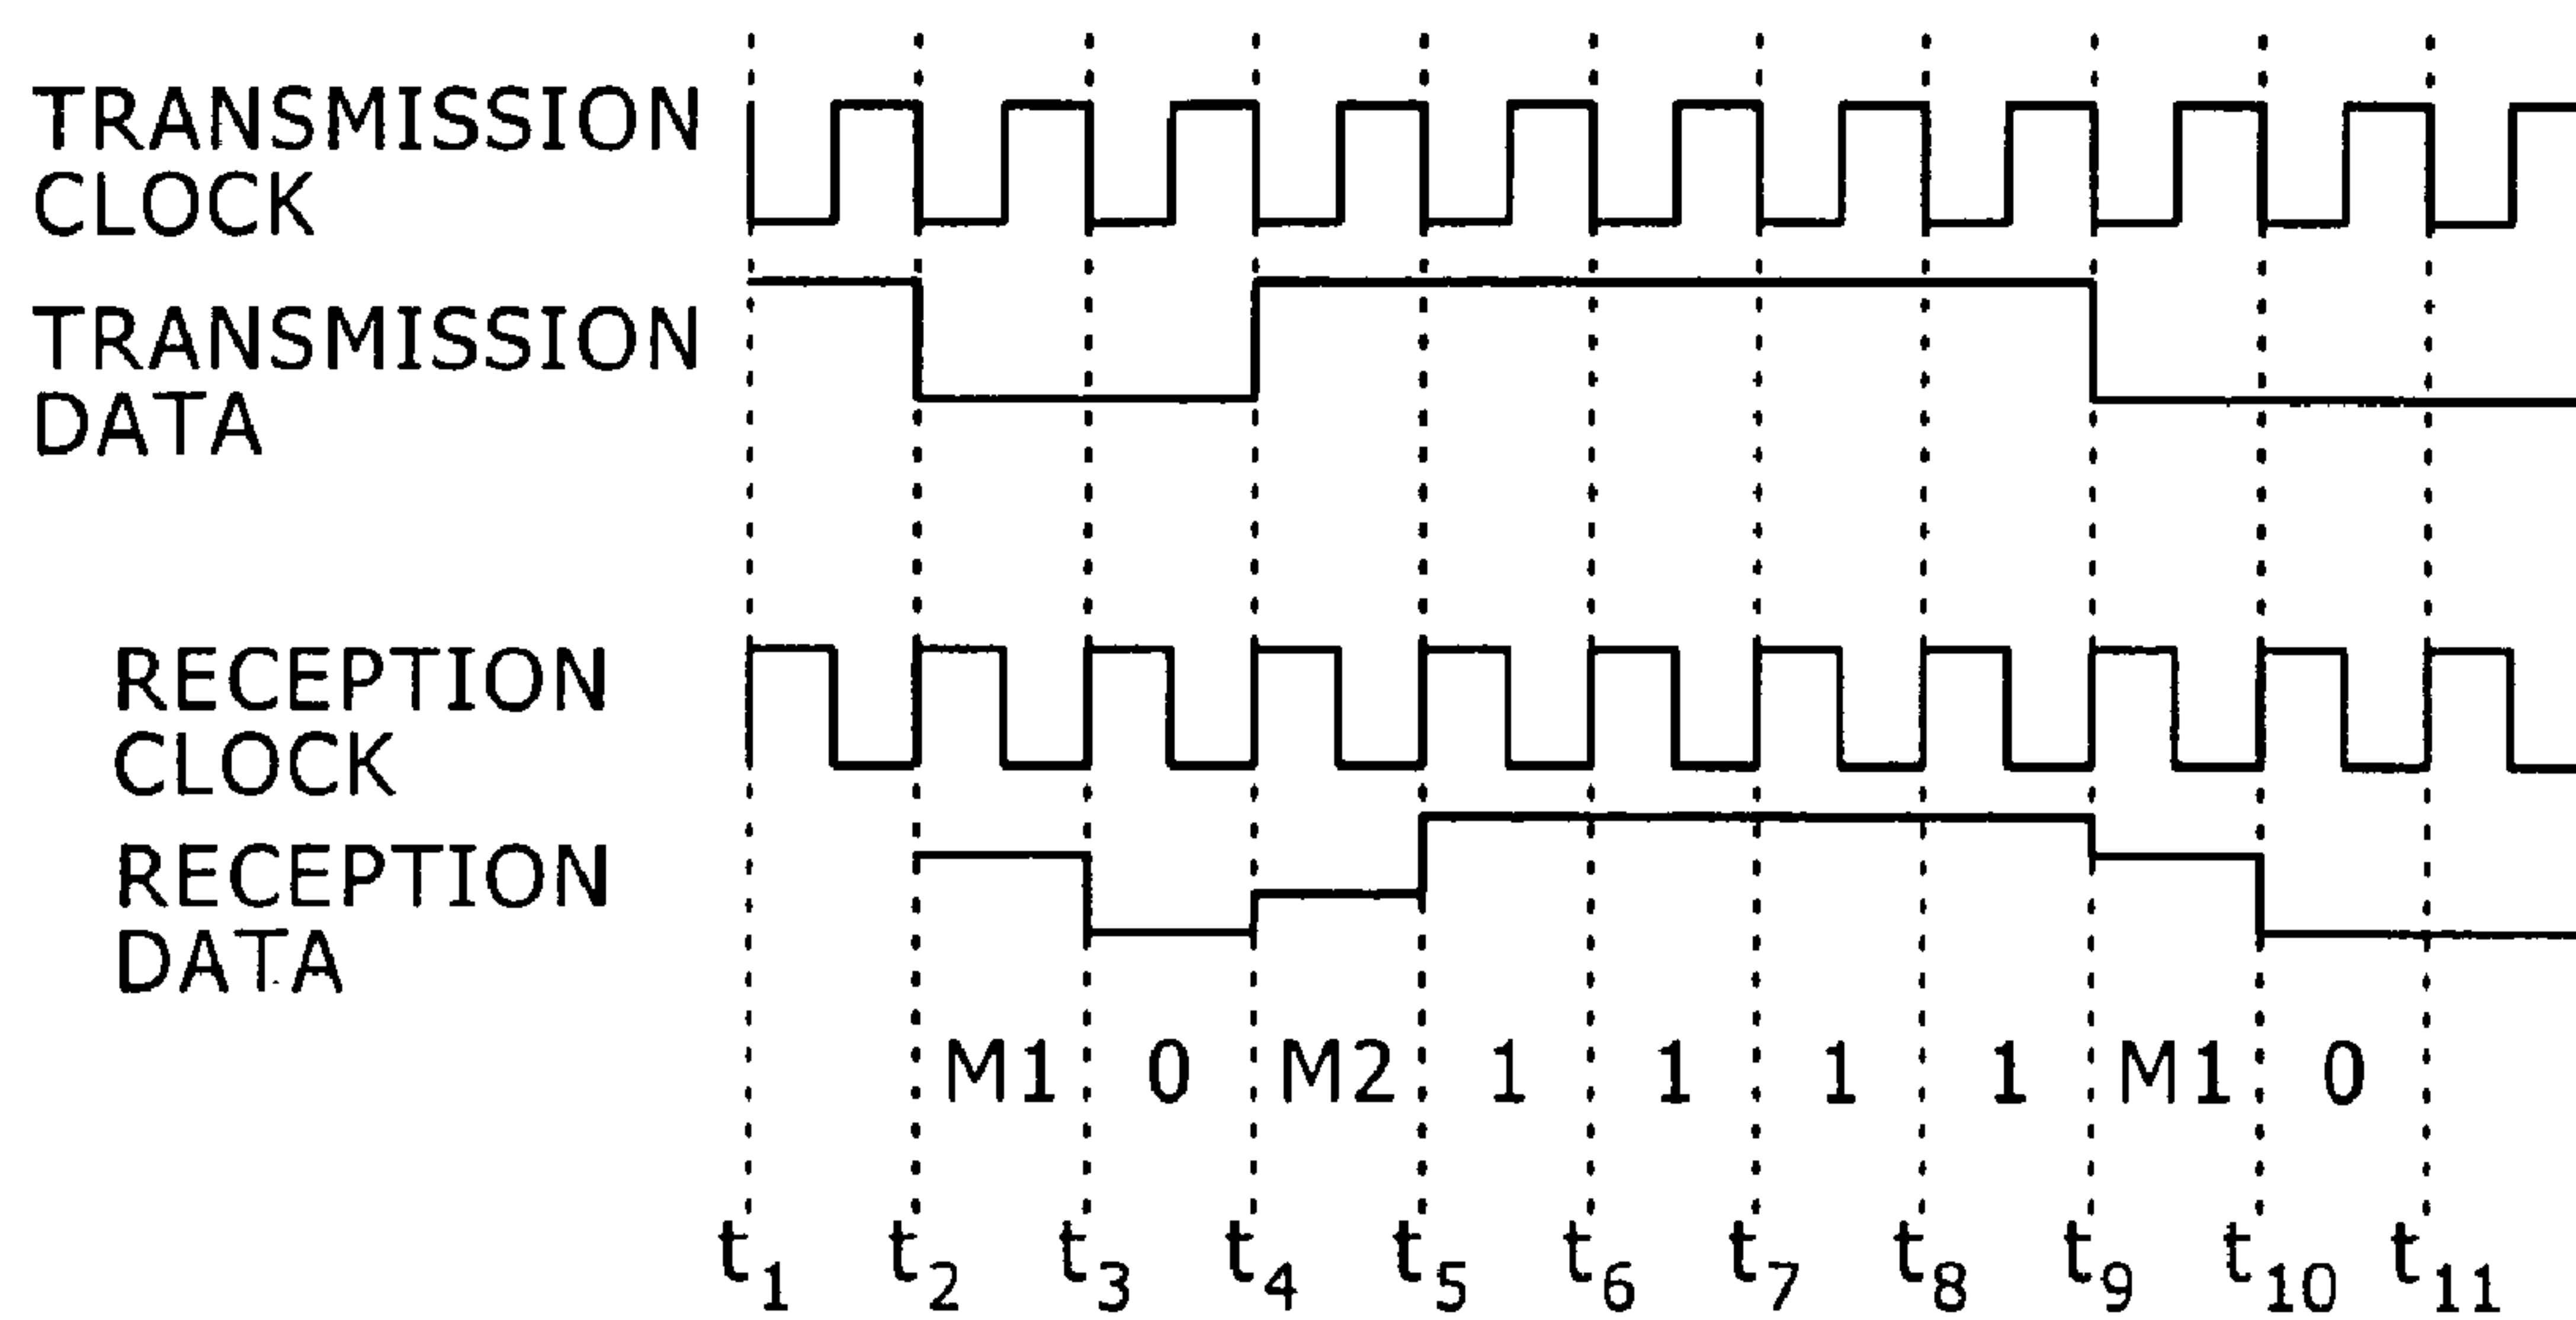 TRANSMISSION
CLOCK
TRANSMISSION
DATA
RECEPTION
CLOCK
RECEPTION
DATA
M1 0 M2 1 1 1 1 M1 0
t1 t2 t3 t4 t5 t6 t7 t8 t9 t10 t11